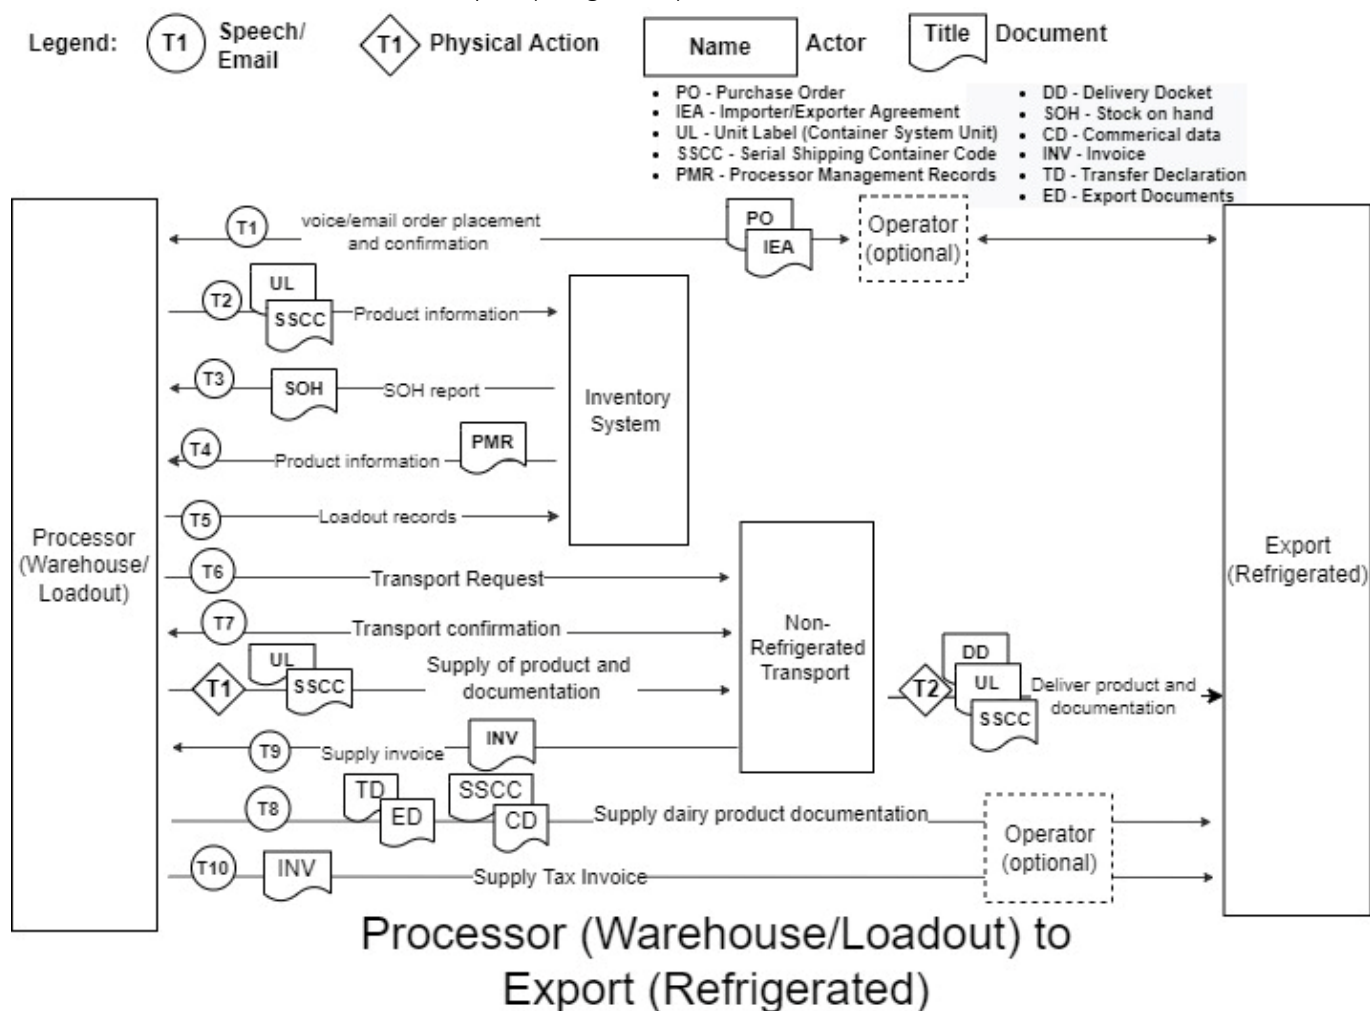 Legend:
T1
Speech/
Email
T1
Physical Action
Name
Actor
Title
Document
• PO - Purchase Order
• IEA - Importer/Exporter Agreement
• UL - Unit Label (Container System Unit)
• SSCC - Serial Shipping Container Code
• PMR - Processor Management Records
• DD - Delivery Docket
• SOH - Stock on hand
• CD - Commerical data
• INV - Invoice
• TD - Transfer Declaration
• ED - Export Documents
Processor
(Warehouse/
Loadout)
T1
voice/email order placement
and confirmation
PO
IEA
Operator
(optional)
T2
UL
SSCC
Product information
T3
SOH
SOH report
Inventory
System
T4
Product information
PMR
T5
Loadout records
T6
Transport Request
T7
Transport confirmation
Non-
Refrigerated
Transport
Export
(Refrigerated)
T1
UL
SSCC
Supply of product and
documentation
T2
DD
UL
SSCC
Deliver product and
documentation
T9
Supply invoice
INV
T8
TD
ED
SSCC
CD
Supply dairy product documentation
Operator
(optional)
T10
INV
Supply Tax Invoice
Processor (Warehouse/Loadout) to
Export (Refrigerated)